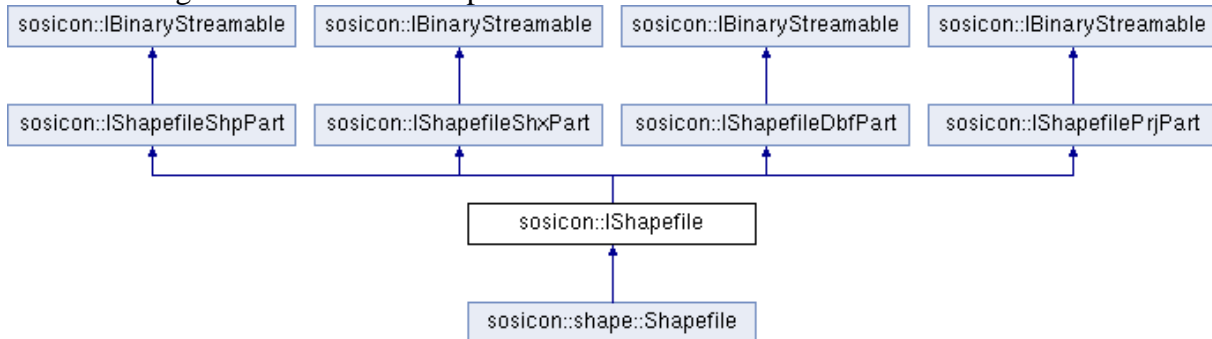 sosicon::IBinaryStreamable sosicon::IBinaryStreamable sosicon::IBinaryStreamable sosicon::IBinaryStreamable
sosicon::IShapefileShpPart sosicon::IShapefileShxPart sosicon::IShapefileDbfPart sosicon::IShapefilePrjPart
sosicon::IShapefile
sosicon::shape::Shapefile